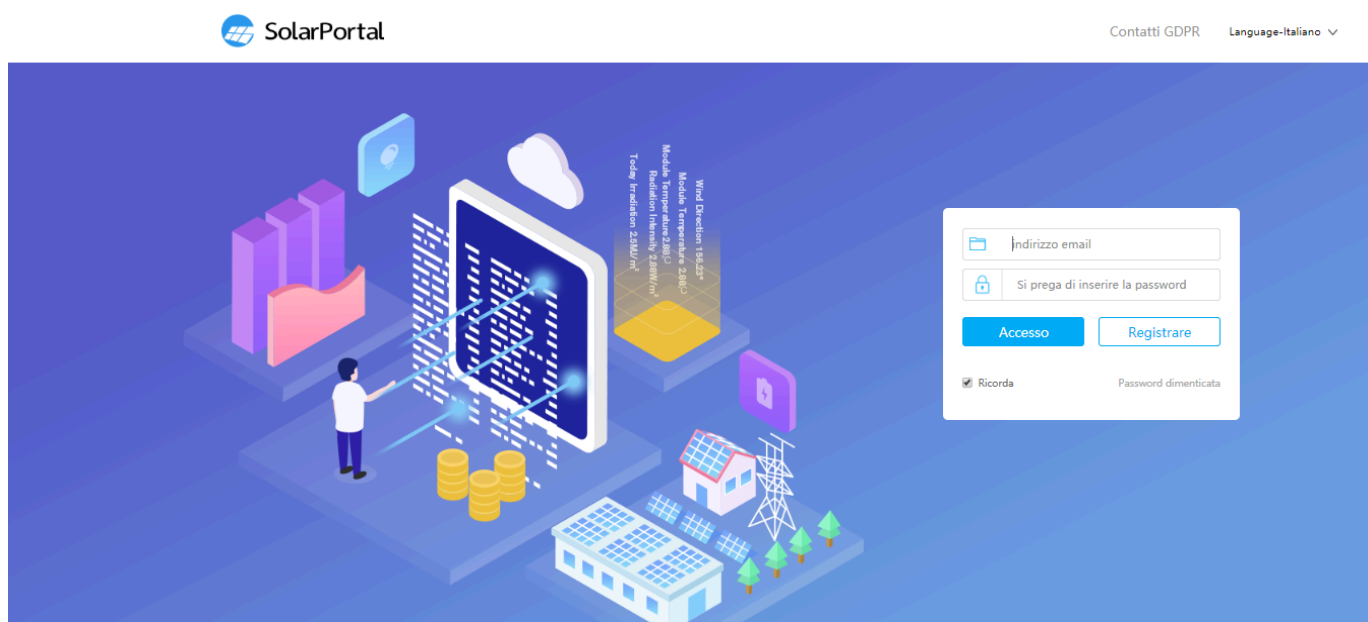 SolarPortal
Contatti GDPR
Language-Italiano
Wind Direction 156.23°
Module Temperature 2.88℃
Module Temperature2.88℃
Radiation Intensity 2.88W/m²
Today Irradiation 2.5MJ/m²
indirizzo email
Si prega di inserire la password
Accesso
Registrare
Ricorda
Password dimenticata